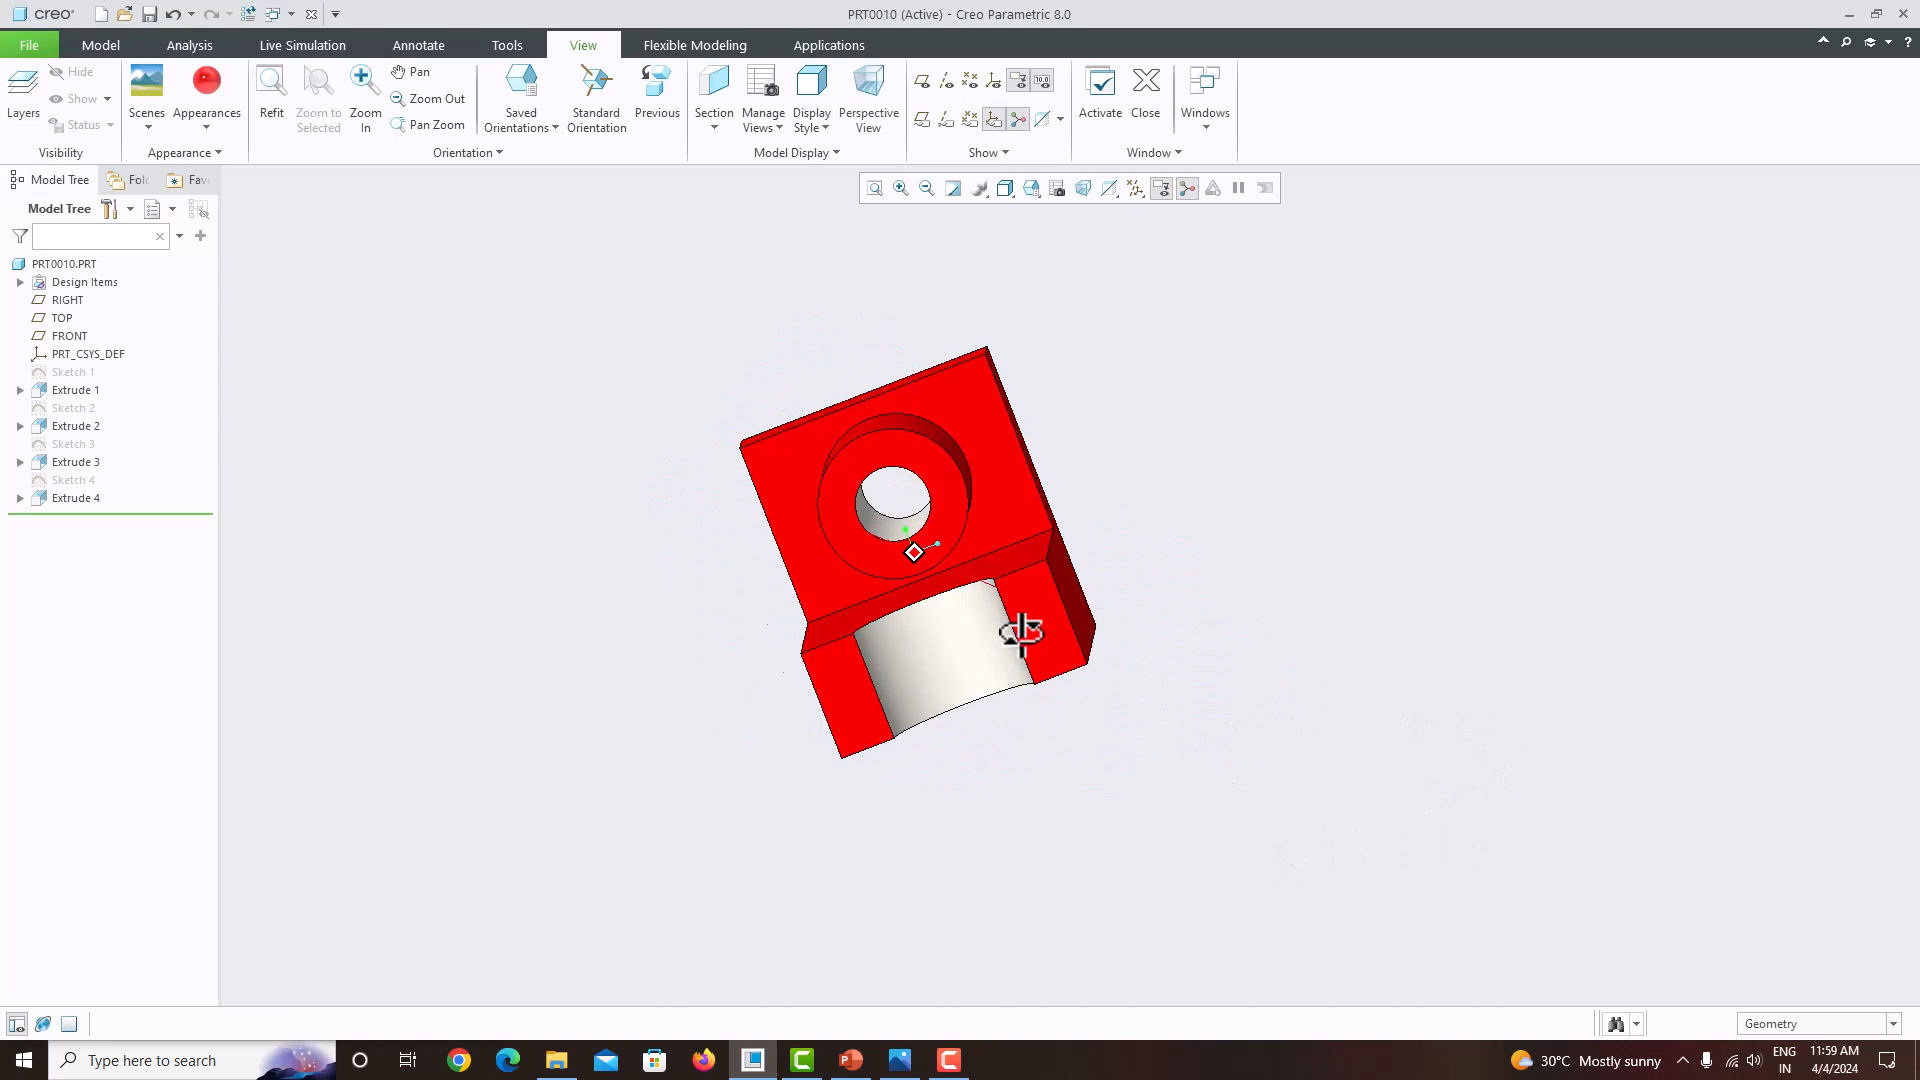 creo
PRT0010 (Active) - Creo Parametric 8.0
File
Model
Analysis
Live Simulation
Annotate
Tools
View
Flexible Modeling
Applications
Layers
Hide
Show
Status
Visibility
Scenes
Appearances
Appearance
Refit
Zoom to
Selected
Zoom
In
Pan
Zoom Out
Pan Zoom
Saved
Orientations
Standard
Orientation
Previous
Orientation
Section
Manage
Views
Display
Style
Perspective
View
Model Display
Show
Activate
Close
Windows
Window
Model Tree
Fol
Fav
Model Tree
PRT0010.PRT
Design Items
RIGHT
TOP
FRONT
PRT_CSYS_DEF
Sketch 1
Extrude 1
Sketch 2
Extrude 2
Sketch 3
Extrude 3
Sketch 4
Extrude 4
Geometry
Type here to search
30°C Mostly sunny
ENG
IN
11:59 AM
4/4/2024